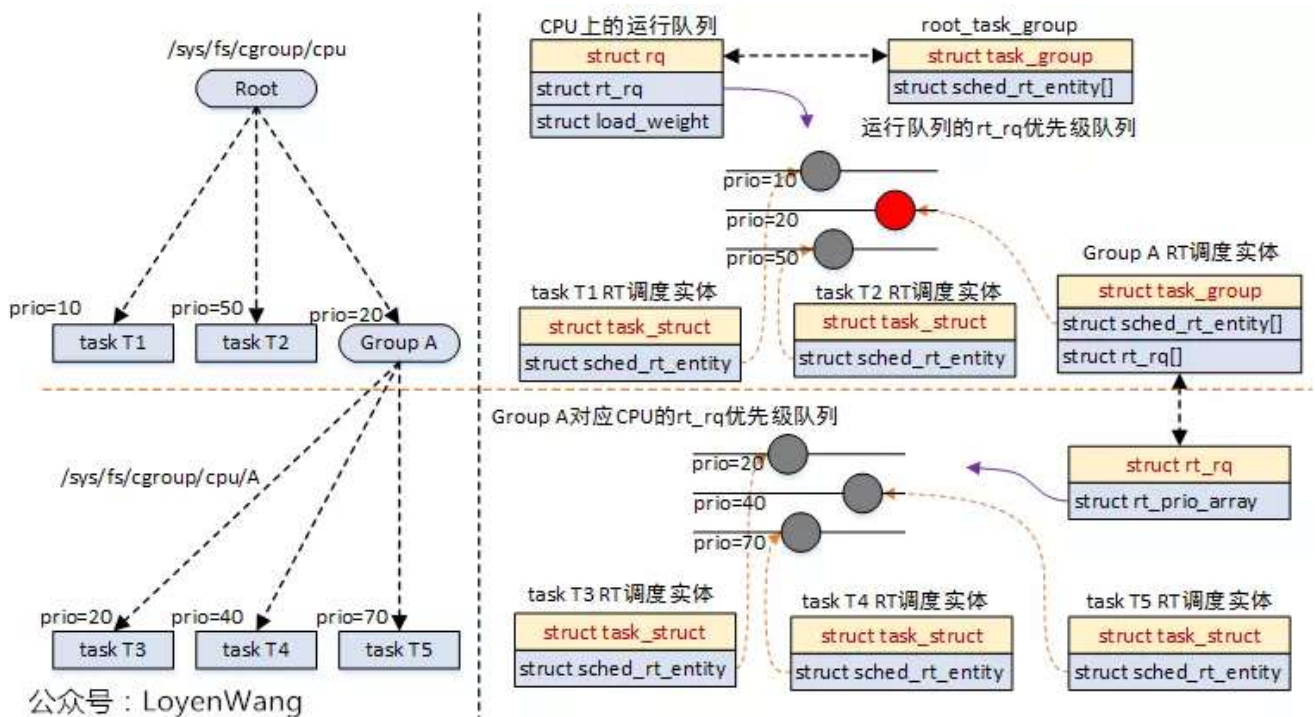 /sys/fs/cgroup/cpu
Root
prio=10
prio=50
prio=20
task T1
task T2
Group A
/sys/fs/cgroup/cpu/A
prio=20
prio=40
prio=70
task T3
task T4
task T5
公众号：LoyenWang
CPU上的运行队列
struct rq
struct rt_rq
struct load_weight
root_task_group
struct task_group
struct sched_rt_entity[]
运行队列的rt_rq优先级队列
prio=10
prio=20
prio=50
task T1 RT调度实体
struct task_struct
struct sched_rt_entity
task T2 RT调度实体
struct task_struct
struct sched_rt_entity
Group A RT调度实体
struct task_group
struct sched_rt_entity[]
struct rt_rq[]
Group A对应CPU的rt_rq优先级队列
prio=20
prio=40
prio=70
struct rt_rq
struct rt_prio_array
task T3 RT调度实体
struct task_struct
struct sched_rt_entity
task T4 RT调度实体
struct task_struct
struct sched_rt_entity
task T5 RT调度实体
struct task_struct
struct sched_rt_entity